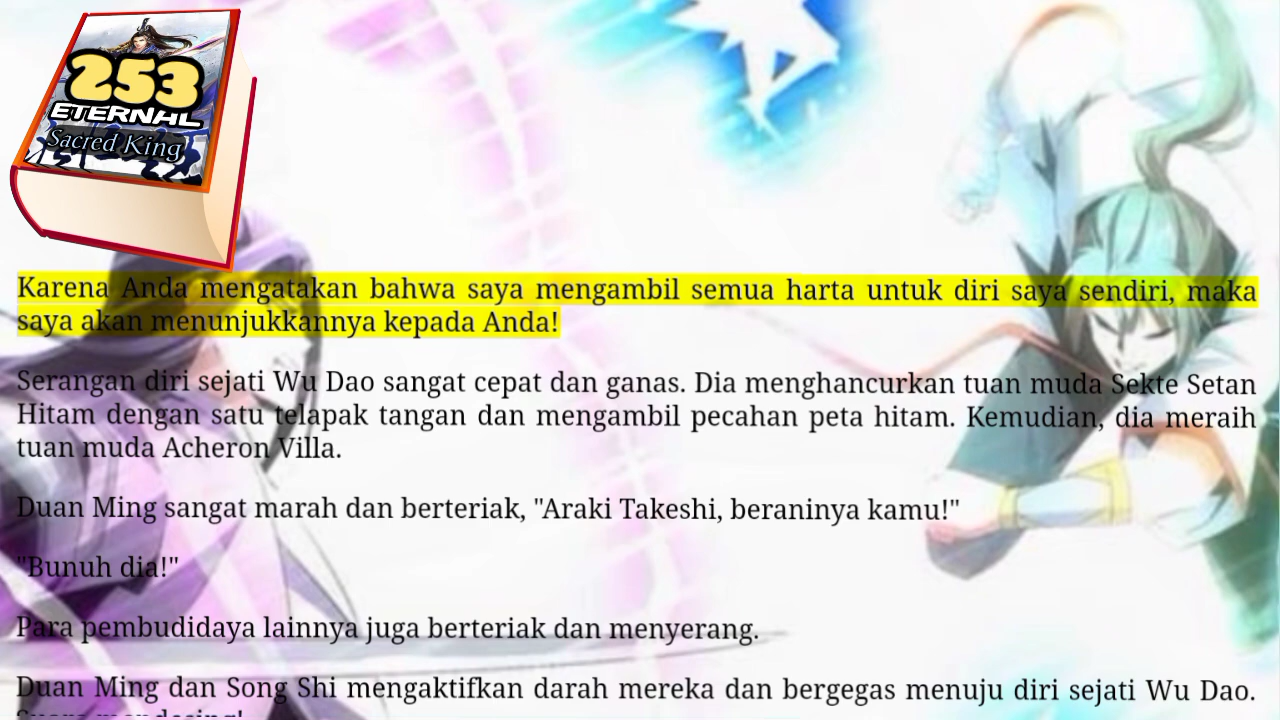 253
ETERNAL
Sacred King
Karena Anda mengatakan bahwa saya mengambil semua harta untuk diri saya sendiri, maka
saya akan menunjukkannya kepada Anda!
Serangan diri sejati Wu Dao sangat cepat dan ganas. Dia menghancurkan tuan muda Sekte Setan
Hitam dengan satu telapak tangan dan mengambil pecahan peta hitam. Kemudian, dia meraih
tuan muda Acheron Villa.
Duan Ming sangat marah dan berteriak, "Araki Takeshi, beraninya kamu!"
"Bunuh dia!"
Para pembudidaya lainnya juga berteriak dan menyerang.
Duan Ming dan Song Shi mengaktifkan darah mereka dan bergegas menuju diri sejati Wu Dao.